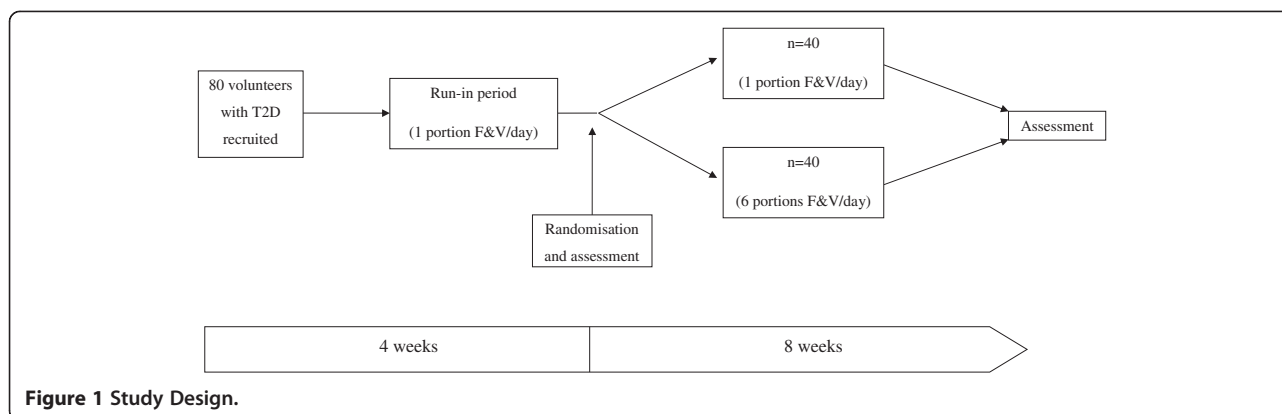 80 volunteers
with T2D
recruited
Run-in period
(1 portion F&V/day)
Randomisation
and assessment
n=40
(1 portion F&V/day)
n=40
(6 portions F&V/day)
Assessment
4 weeks
8 weeks
Figure 1 Study Design.